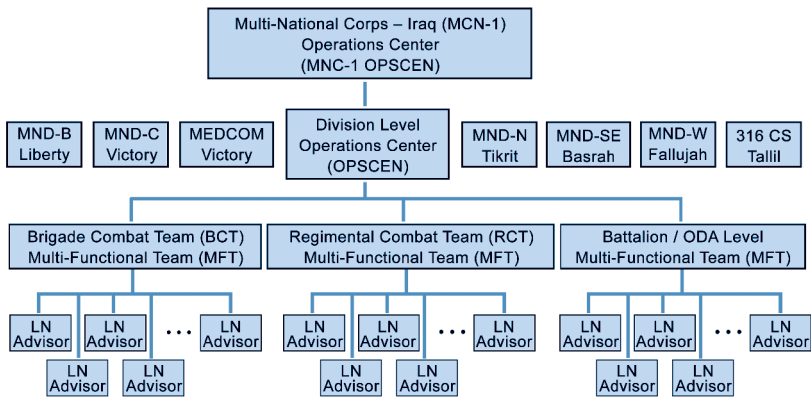 Multi-National Corps – Iraq (MCN-1)
Operations Center
(MNC-1 OPSCEN)
MND-B
Liberty
MND-C
Victory
MEDCOM
Victory
Division Level
Operations Center
(OPSCEN)
MND-N
Tikrit
MND-SE
Basrah
MND-W
Fallujah
316 CS
Tallil
Brigade Combat Team (BCT)
Multi-Functional Team (MFT)
Regimental Combat Team (RCT)
Multi-Functional Team (MFT)
Battalion / ODA Level
Multi-Functional Team (MFT)
LN
Advisor
LN
Advisor
...
LN
Advisor
LN
Advisor
LN
Advisor
LN
Advisor
LN
Advisor
...
LN
Advisor
LN
Advisor
LN
Advisor
LN
Advisor
LN
Advisor
...
LN
Advisor
LN
Advisor
LN
Advisor